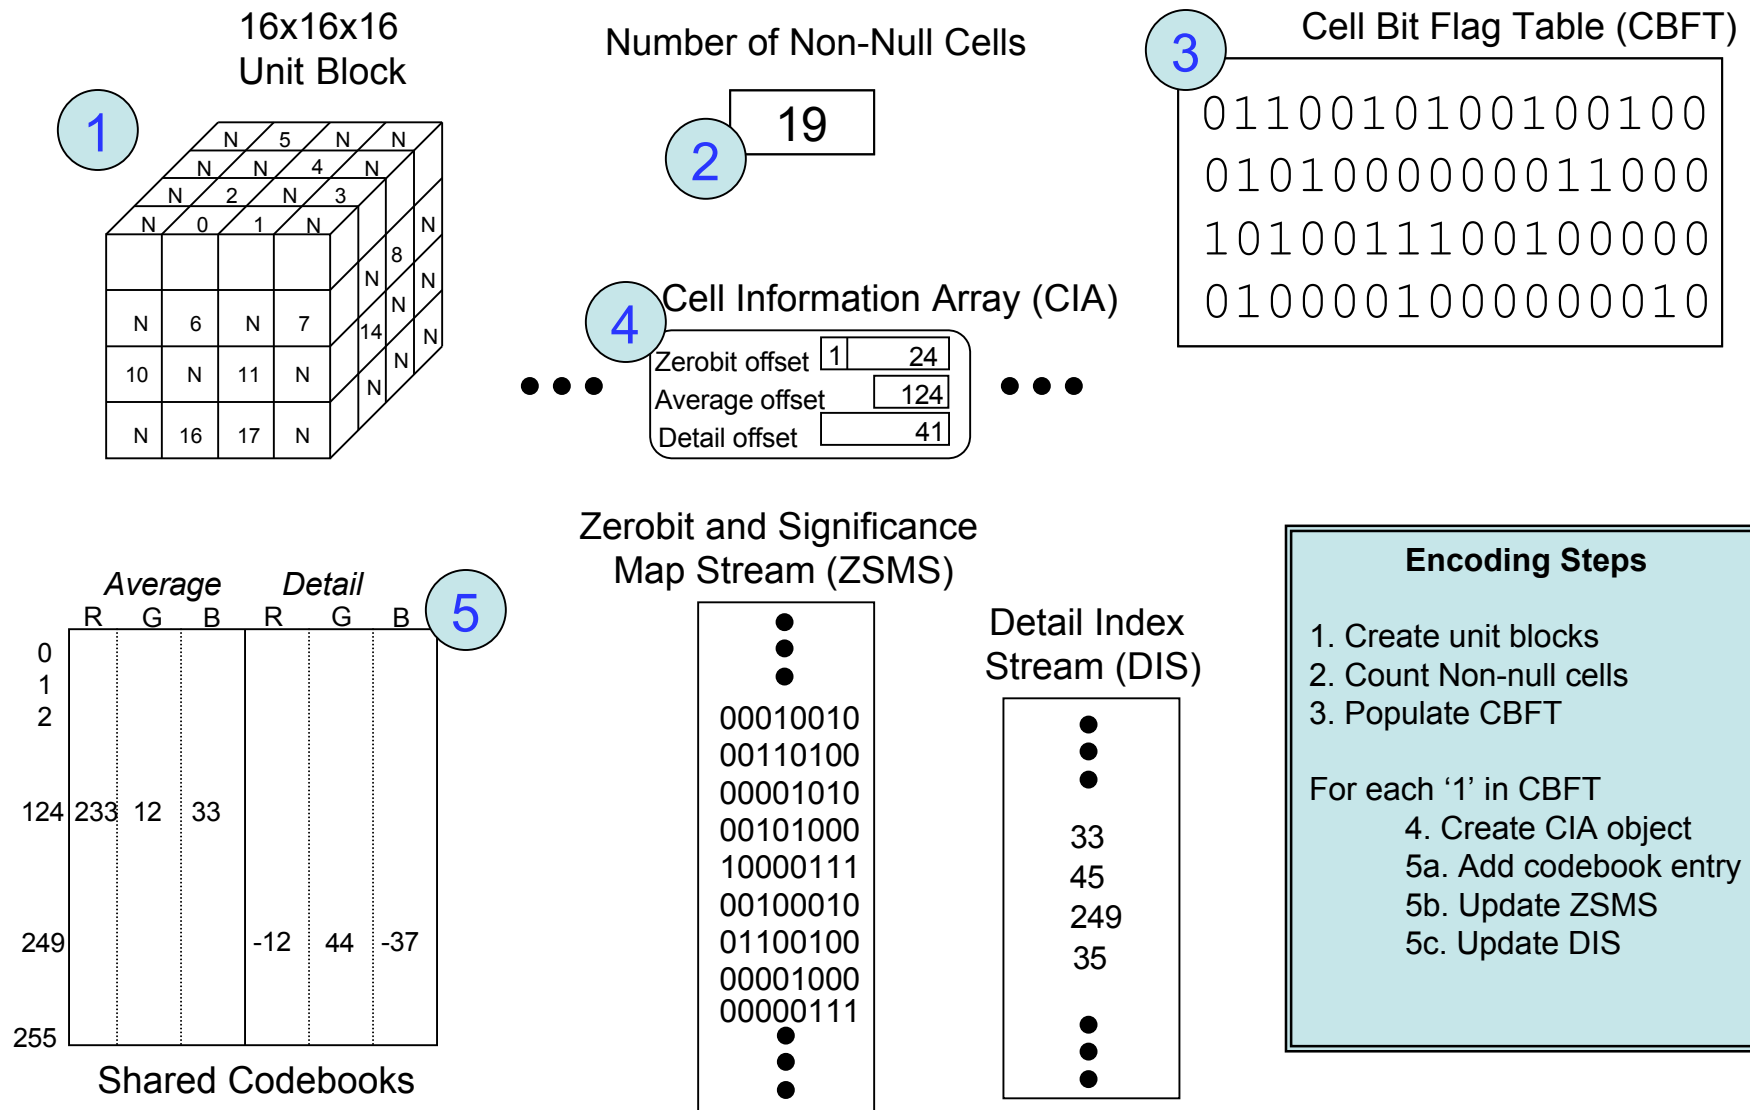 16x16x16
Unit Block
1
N 5 N N
N N 4 N
N 2 N 3
N 0 1 N
N 6 N 7
10 N 11 N
N 16 17 N
N
8
N
N
N
14
N
N
N
N
Number of Non-Null Cells
19
2
3
Cell Bit Flag Table (CBFT)
0110010100100100
0101000000011000
1010011100100000
0100001000000010
4
Cell Information Array (CIA)
Zerobit offset 1 24
Average offset 124
Detail offset 41
Average Detail
R G B R G B
5
0
1
2
124 233 12 33
249 -12 44 -37
255
Shared Codebooks
Zerobit and Significance
Map Stream (ZSMS)
00010010
00110100
00001010
00101000
10000111
00100010
01100100
00001000
00000111
Detail Index
Stream (DIS)
33
45
249
35
Encoding Steps
1. Create unit blocks
2. Count Non-null cells
3. Populate CBFT
For each ‘1’ in CBFT
4. Create CIA object
5a. Add codebook entry
5b. Update ZSMS
5c. Update DIS